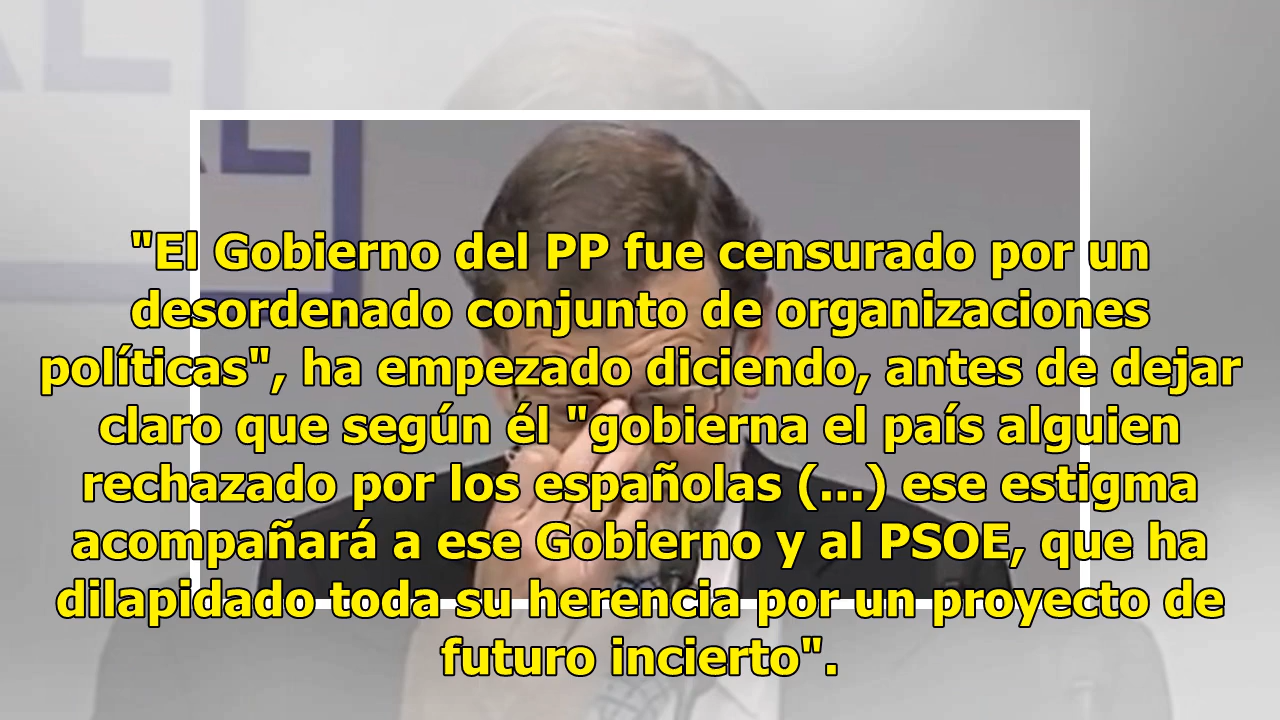 AL
"El Gobierno del PP fue censurado por un
desordenado conjunto de organizaciones
políticas", ha empezado diciendo, antes de dejar
claro que según él "gobierna el país alguien
rechazado por los españolas (...) ese estigma
acompañará a ese Gobierno y al PSOE, que ha
dilapidado toda su herencia por un proyecto de
futuro incierto".